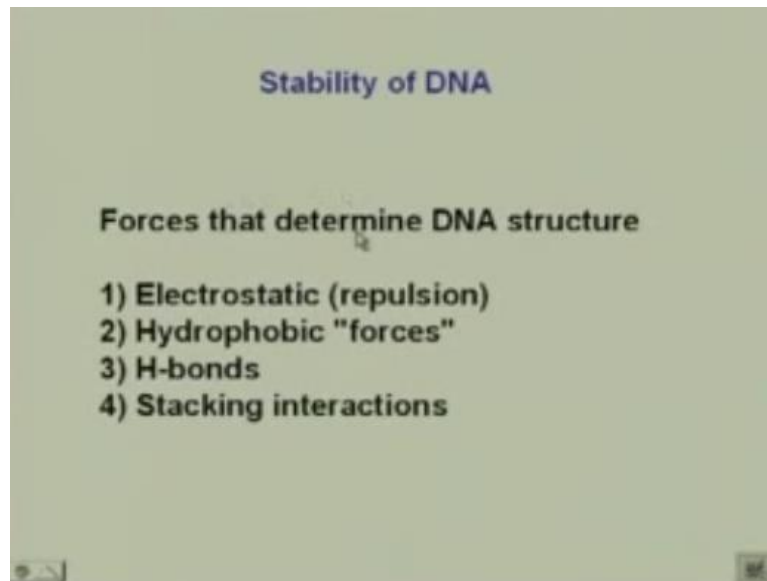 Stability of DNA
Forces that determine DNA structure
1) Electrostatic (repulsion)
2) Hydrophobic "forces"
3) H-bonds
4) Stacking interactions